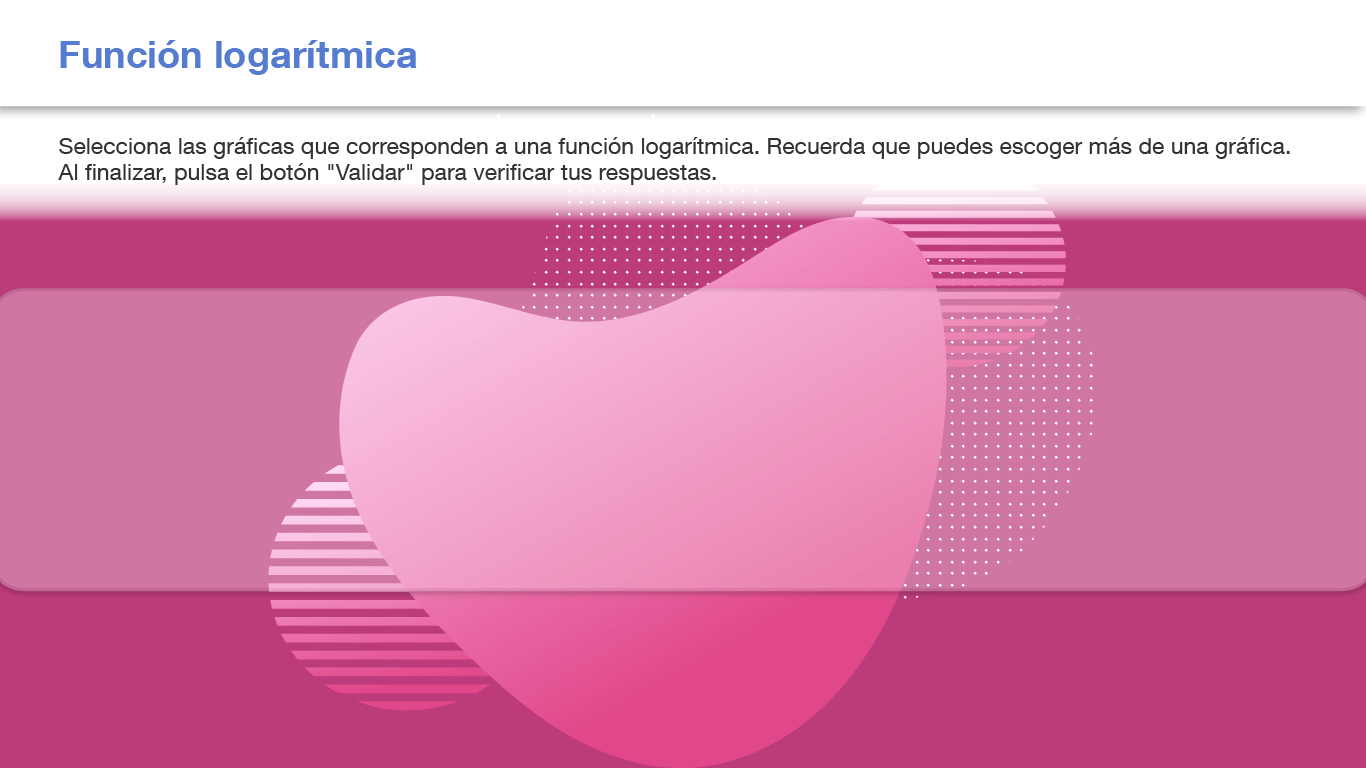 Función logarítmica
Selecciona las gráficas que corresponden a una función logarítmica. Recuerda que puedes escoger más de una gráfica.
Al finalizar, pulsa el botón "Validar" para verificar tus respuestas.